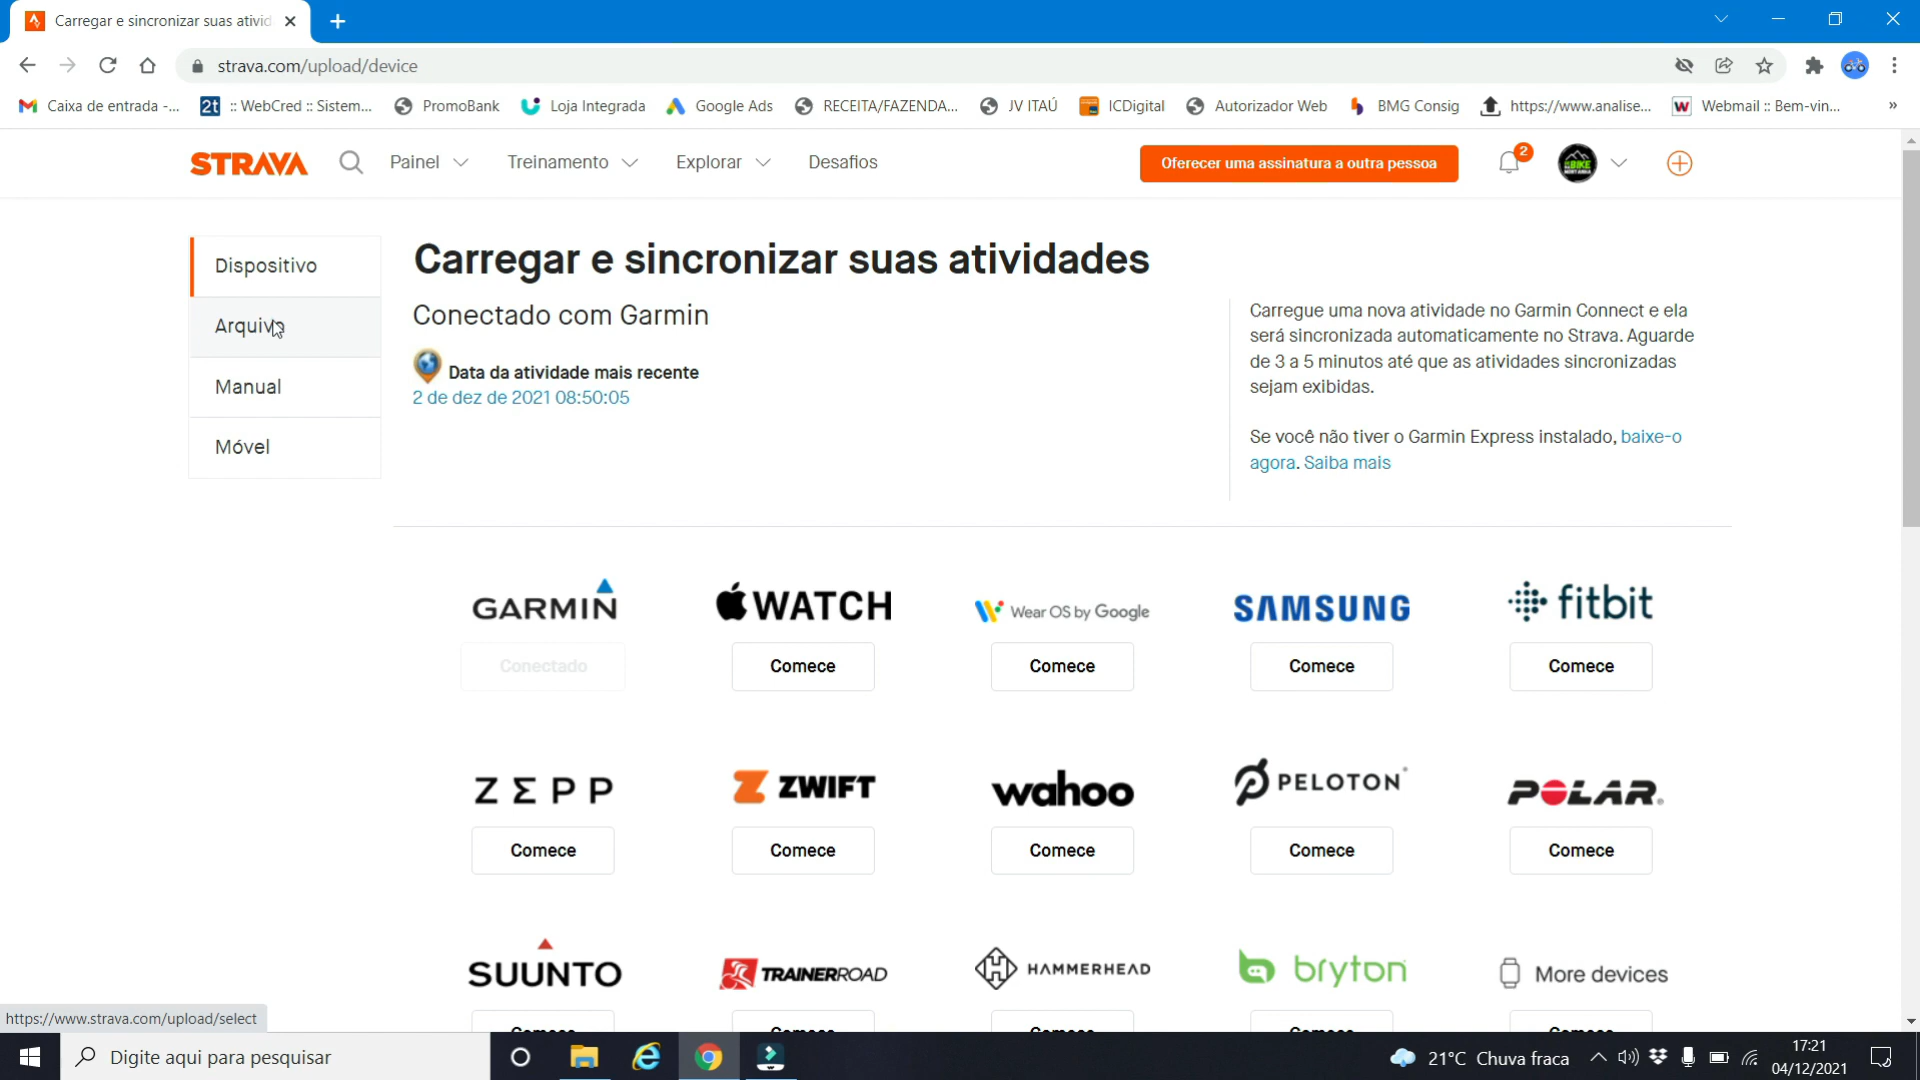 Carregar e sincronizar suas ativid
strava.com/upload/device
Caixa de entrada -...
2t
:: WebCred :: Sistem...
PromoBank
Loja Integrada
Google Ads
RECEITA/FAZENDA...
JV ITAÚ
ICDigital
Autorizador Web
BMG Consig
https://www.analise...
Webmail :: Bem-vin...
STRAVA
Painel
Treinamento
Explorar
Desafios
Oferecer uma assinatura a outra pessoa
2
Dispositivo
Arquivo
Manual
Móvel
Carregar e sincronizar suas atividades
Conectado com Garmin
Data da atividade mais recente
2 de dez de 2021 08:50:05
Carregue uma nova atividade no Garmin Connect e ela
será sincronizada automaticamente no Strava. Aguarde
de 3 a 5 minutos até que as atividades sincronizadas
sejam exibidas.
Se você não tiver o Garmin Express instalado, baixe-o
agora. Saiba mais
GARMIN
WATCH
Wear OS by Google
SAMSUNG
fitbit
Conectado
Comece
Comece
Comece
Comece
ZEPP
ZWIFT
wahoo
PELOTON
POLAR
Comece
Comece
Comece
Comece
Comece
SUUNTO
TRAINERROAD
HAMMERHEAD
bryton
More devices
Comece
Comece
Comece
Comece
Comece
https://www.strava.com/upload/select
Digite aqui para pesquisar
21°C Chuva fraca
17:21
04/12/2021